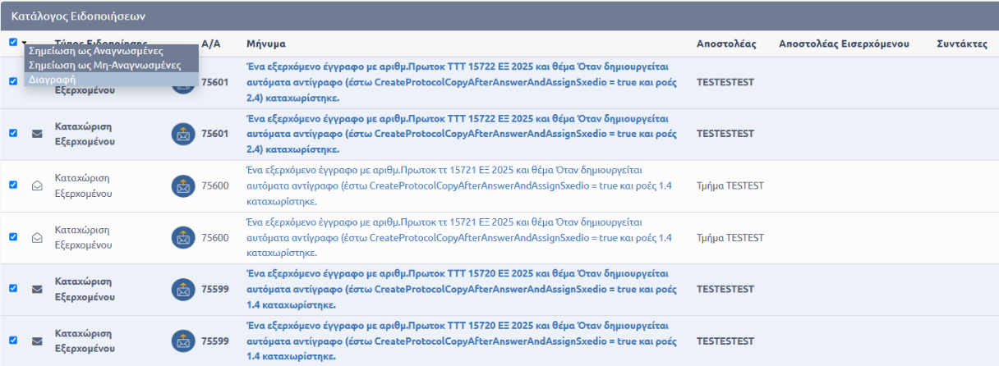 Κατάλογος Ειδοποιήσεων
Τύπος Ειδοποίησης Α/Α Μήνυμα Αποστολέας Αποστολέας Εισερχόμενου Συντάκτες
Σημείωση ως Αναγνωσμένες
Σημείωση ως Μη-Αναγνωσμένες
Διαγραφή
Εξερχομένου
75601
Ένα εξερχόμενο έγγραφο με αριθμ.Πρωτοκ ΤΤΤ 15722 ΕΞ 2025 και θέμα Όταν δημιουργείται
αυτόματα αντίγραφο (έστω CreateProtocolCopyAfterAnswerAndAssignSxedio = true και ροές
2.4) καταχωρίστηκε.
TESTESTEST
Καταχώριση
Εξερχομένου
75601
Ένα εξερχόμενο έγγραφο με αριθμ.Πρωτοκ ΤΤΤ 15722 ΕΞ 2025 και θέμα Όταν δημιουργείται
αυτόματα αντίγραφο (έστω CreateProtocolCopyAfterAnswerAndAssignSxedio = true και ροές
2.4) καταχωρίστηκε.
TESTESTEST
Καταχώριση
Εξερχομένου
75600
Ένα εξερχόμενο έγγραφο με αριθμ.Πρωτοκ ττ 15721 ΕΞ 2025 και θέμα Όταν δημιουργείται
αυτόματα αντίγραφο (έστω CreateProtocolCopyAfterAnswerAndAssignSxedio = true και ροές 1.4
καταχωρίστηκε.
Τμήμα TESTEST
Καταχώριση
Εξερχομένου
75600
Ένα εξερχόμενο έγγραφο με αριθμ.Πρωτοκ ττ 15721 ΕΞ 2025 και θέμα Όταν δημιουργείται
αυτόματα αντίγραφο (έστω CreateProtocolCopyAfterAnswerAndAssignSxedio = true και ροές 1.4
καταχωρίστηκε.
Τμήμα TESTEST
Καταχώριση
Εξερχομένου
75599
Ένα εξερχόμενο έγγραφο με αριθμ.Πρωτοκ ΤΤΤ 15720 ΕΞ 2025 και θέμα Όταν δημιουργείται
αυτόματα αντίγραφο (έστω CreateProtocolCopyAfterAnswerAndAssignSxedio = true και ροές
1.4 καταχωρίστηκε.
TESTESTEST
Καταχώριση
Εξερχομένου
75599
Ένα εξερχόμενο έγγραφο με αριθμ.Πρωτοκ ΤΤΤ 15720 ΕΞ 2025 και θέμα Όταν δημιουργείται
αυτόματα αντίγραφο (έστω CreateProtocolCopyAfterAnswerAndAssignSxedio = true και ροές
1.4 καταχωρίστηκε.
TESTESTEST